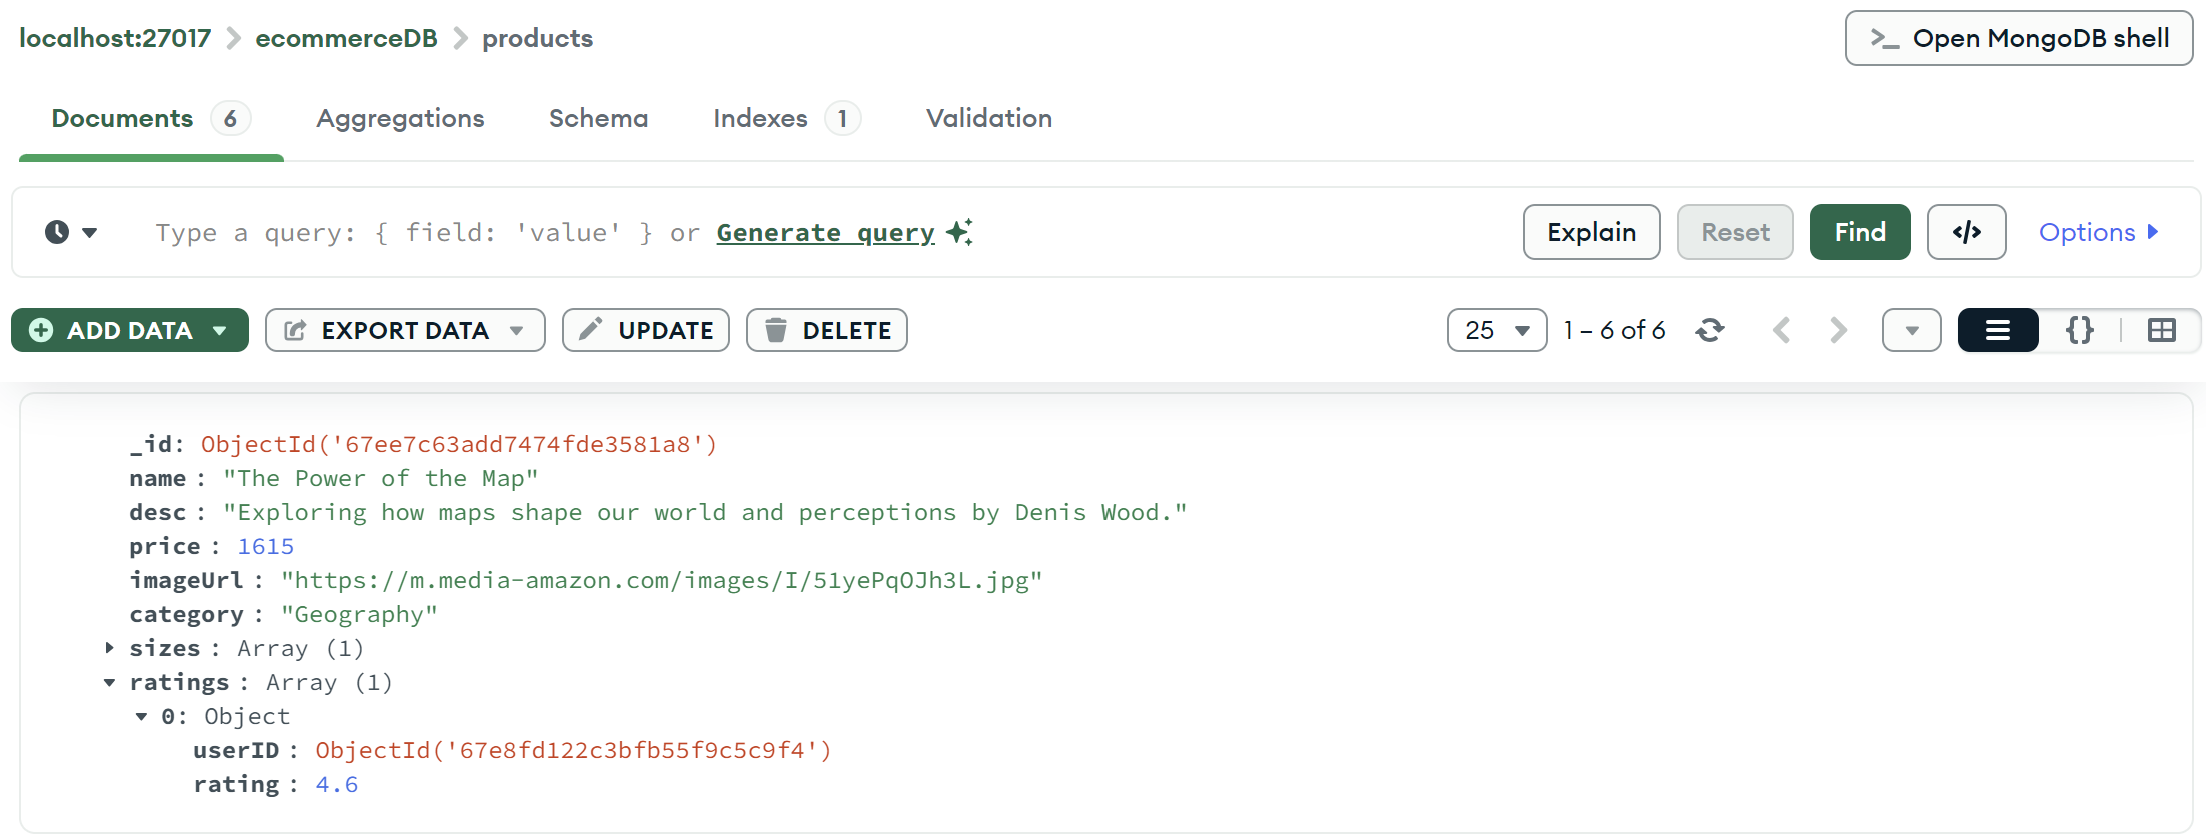 localhost:27017 > ecommerceDB > products
>_ Open MongoDB shell
Documents 6 Aggregations Schema Indexes 1 Validation
Type a query: { field: 'value' } or Generate query
Explain Reset Find </> Options
ADD DATA EXPORT DATA UPDATE DELETE
25 1 – 6 of 6 {}
_id: ObjectId('67ee7c63add7474fde3581a8')
name : "The Power of the Map"
desc : "Exploring how maps shape our world and perceptions by Denis Wood."
price : 1615
imageUrl : "https://m.media-amazon.com/images/I/51yePqOJh3L.jpg"
category : "Geography"
sizes : Array (1)
ratings : Array (1)
0: Object
userID : ObjectId('67e8fd122c3bfb55f9c5c9f4')
rating : 4.6